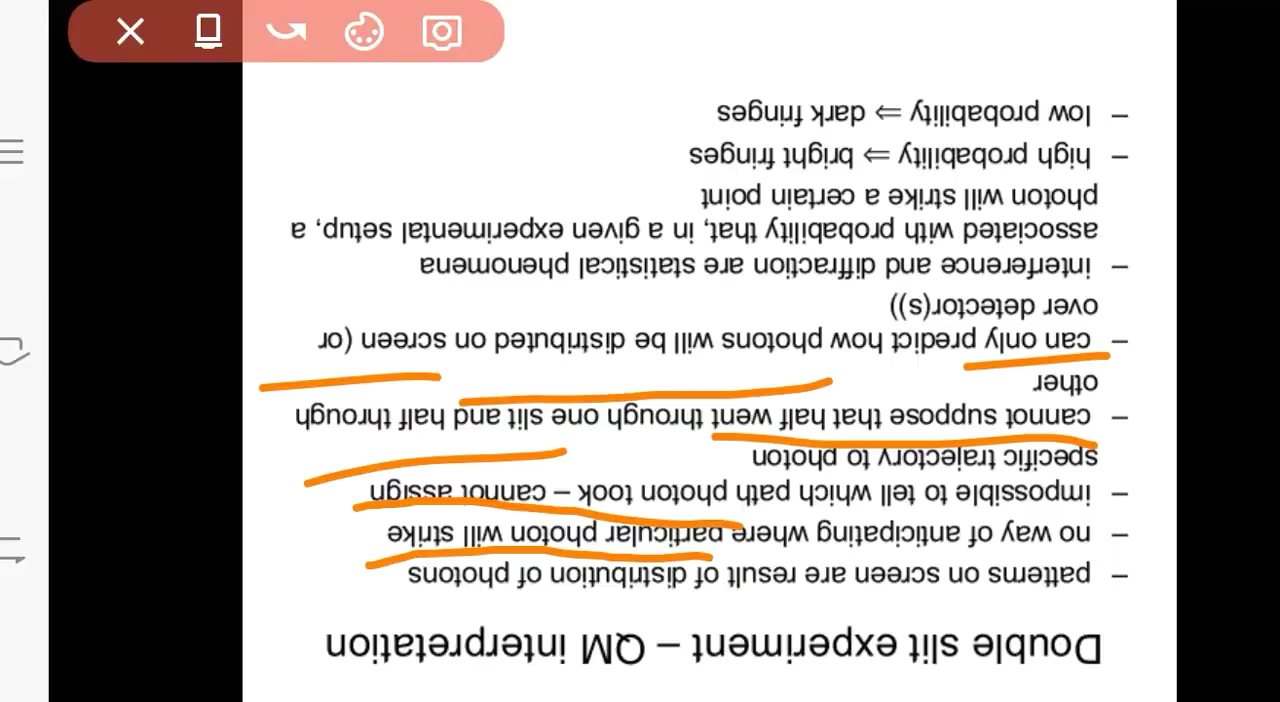 Double slit experiment – QM interpretation
– patterns on screen are result of distribution of photons
– no way of anticipating where particular photon will strike
– impossible to tell which path photon took – cannot assign
specific trajectory to photon
– cannot suppose that half went through one slit and half through
other
– can only predict how photons will be distributed on screen (or
over detector(s))
– interference and diffraction are statistical phenomena
associated with probability that, in a given experimental setup, a
photon will strike a certain point
– high probability ⇒ bright fringes
– low probability ⇒ dark fringes